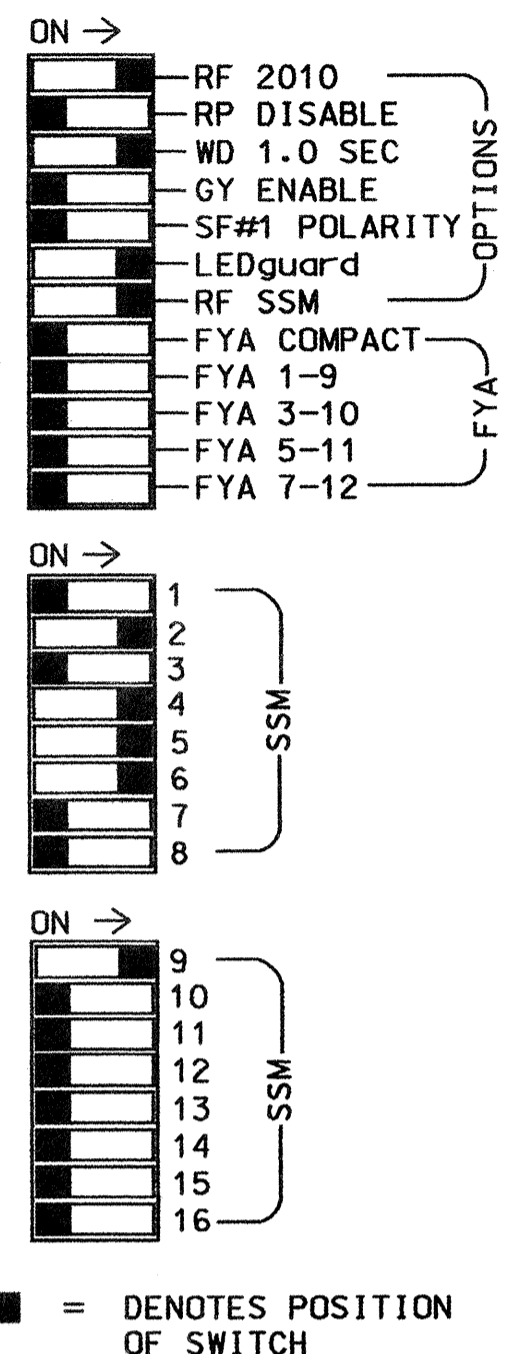 ON →
RF 2010
RP DISABLE
WD 1.0 SEC
GY ENABLE
SF#1 POLARITY
LEDguard
RF SSM
OPTIONS
FYA COMPACT
FYA 1-9
FYA 3-10
FYA 5-11
FYA 7-12
FYA
ON →
1
2
3
4
5
6
7
8
SSM
ON →
9
10
11
12
13
14
15
16
SSM
= DENOTES POSITION
OF SWITCH